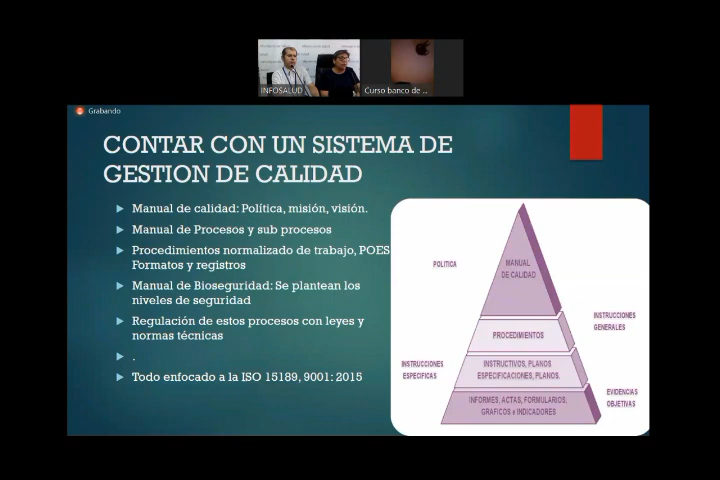 INFOSALUD
Curso banco de ...
Grabando
CONTAR CON UN SISTEMA DE
GESTION DE CALIDAD
Manual de calidad: Política, misión, visión.
Manual de Procesos y sub procesos
Procedimientos normalizado de trabajo, POES
Formatos y registros
Manual de Bioseguridad: Se plantean los
niveles de seguridad
Regulación de estos procesos con leyes y
normas técnicas
.
Todo enfocado a la ISO 15189, 9001: 2015
POLITICA
MANUAL
DE CALIDAD
INSTRUCCIONES
GENERALES
PROCEDIMIENTOS
INSTRUCCIONES
ESPECIFICAS
INSTRUCTIVOS, PLANOS
ESPECIFICACIONES, PLANOS.
EVIDENCIAS
OBJETIVAS
INFORMES, ACTAS, FORMULARIOS,
GRAFICOS e INDICADORES